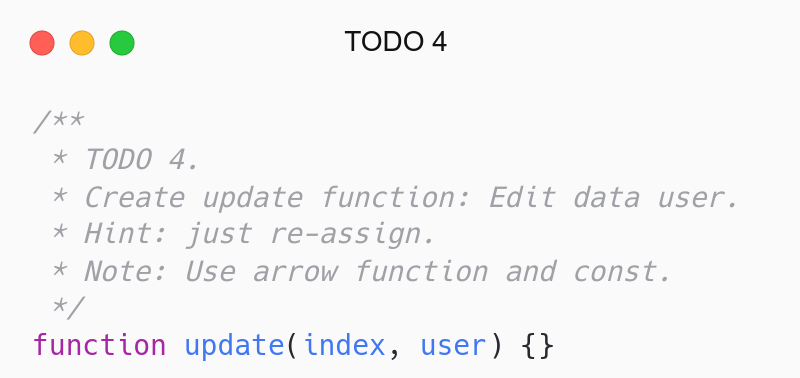 TODO 4
/**
 * TODO 4.
 * Create update function: Edit data user.
 * Hint: just re-assign.
 * Note: Use arrow function and const.
 */
function update(index, user) {}